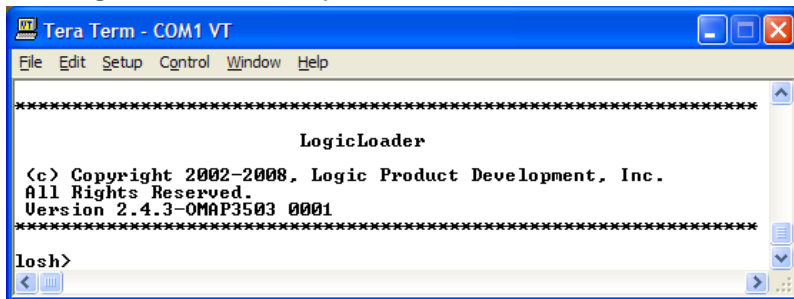 Tera Term - COM1 VT
File Edit Setup Control Window Help
*******************************************************************
LogicLoader
(c) Copyright 2002-2008, Logic Product Development, Inc.
All Rights Reserved.
Version 2.4.3-OMAP3503 0001
*******************************************************************
losh>